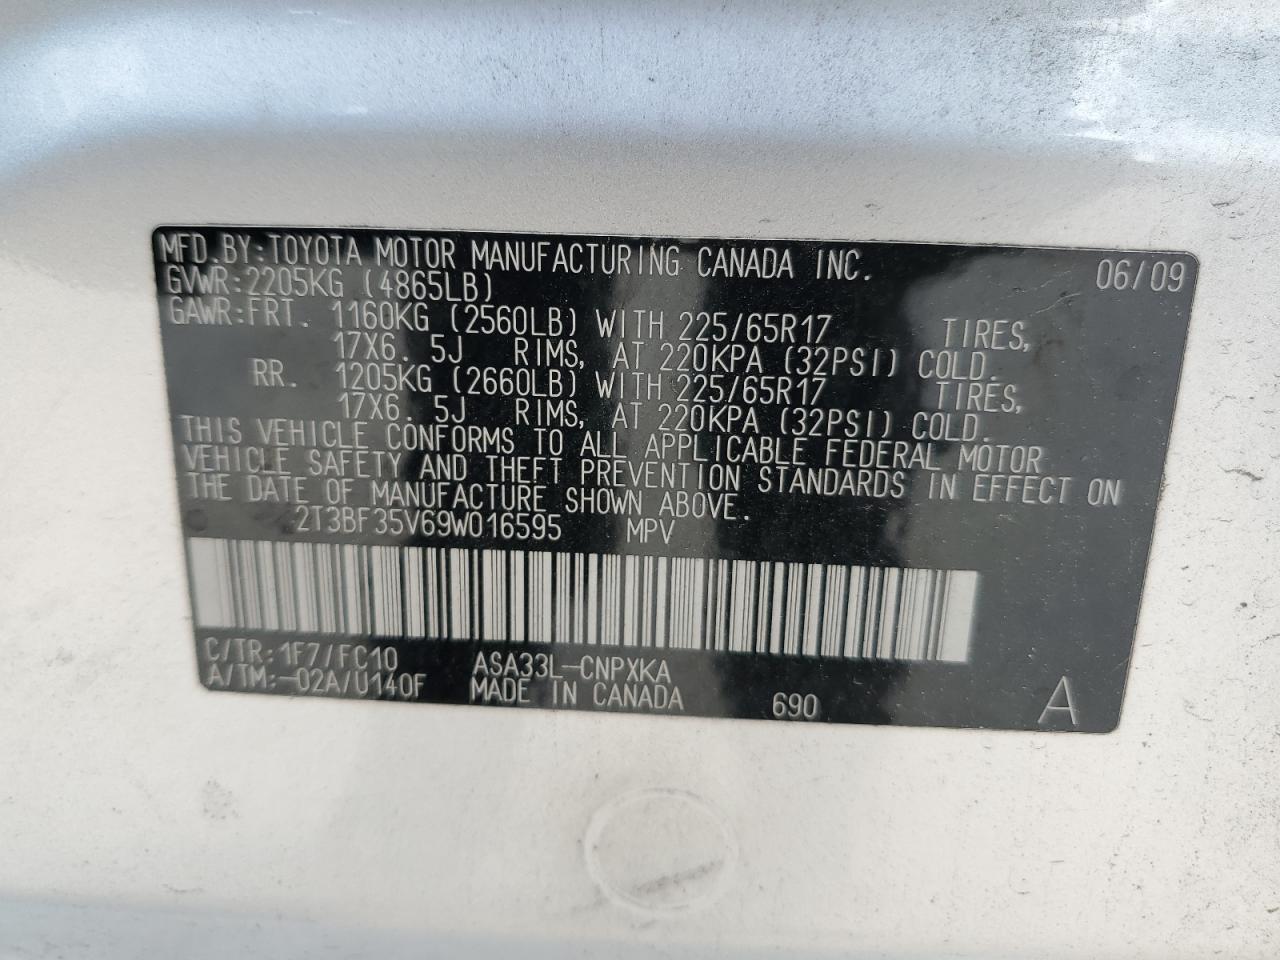 MFD.BY:TOYOTA MOTOR MANUFACTURING CANADA INC. 06/09
GVWR:2205KG (4865LB)
GAWR:FRT. 1160KG (2560LB) WITH 225/65R17 TIRES,
17X6.5J RIMS, AT 220KPA (32PSI) COLD.
RR. 1205KG (2660LB) WITH 225/65R17 TIRES,
17X6.5J RIMS, AT 220KPA (32PSI) COLD.
THIS VEHICLE CONFORMS TO ALL APPLICABLE FEDERAL MOTOR
VEHICLE SAFETY AND THEFT PREVENTION STANDARDS IN EFFECT ON
THE DATE OF MANUFACTURE SHOWN ABOVE.
2T3BF35V69W016595 MPV
C/TR:1F7/FC10 ASA33L-CNPXKA
A/TM:-02A/U140F MADE IN CANADA 690 A